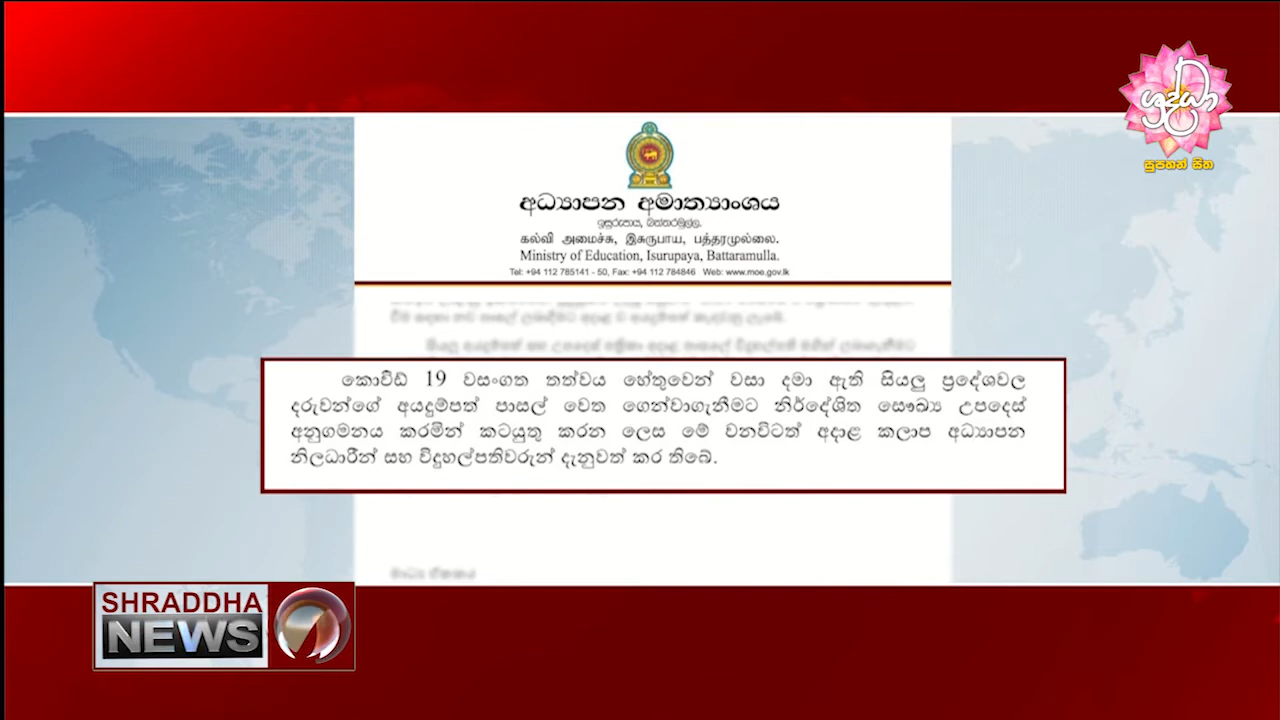 ශ්‍රද්ධා
සුපහන් සිත
අධ්‍යාපන අමාත්‍යාංශය
ඉසුරුපාය, බත්තරමුල්ල.
கல்வி அமைச்சு, இசுருபாய, பத்தரமுல்லை.
Ministry of Education, Isurupaya, Battaramulla.
Tel: +94 112 785141 - 50, Fax: +94 112 784846 Web: www.moe.gov.lk
කොවිඩ් 19 වසංගත තත්වය හේතුවෙන් වසා දමා ඇති සියලු ප්‍රදේශවල
දරුවන්ගේ අයදුම්පත් පාසල් වෙත ගෙන්වාගැනීමට නිර්දේශිත සෞඛ්‍ය උපදෙස්
අනුගමනය කරමින් කටයුතු කරන ලෙස මේ වනවිටත් අදාළ කලාප අධ්‍යාපන
නිලධාරීන් සහ විදුහල්පතිවරුන් දැනුවත් කර තිබේ.
SHRADDHA
NEWS